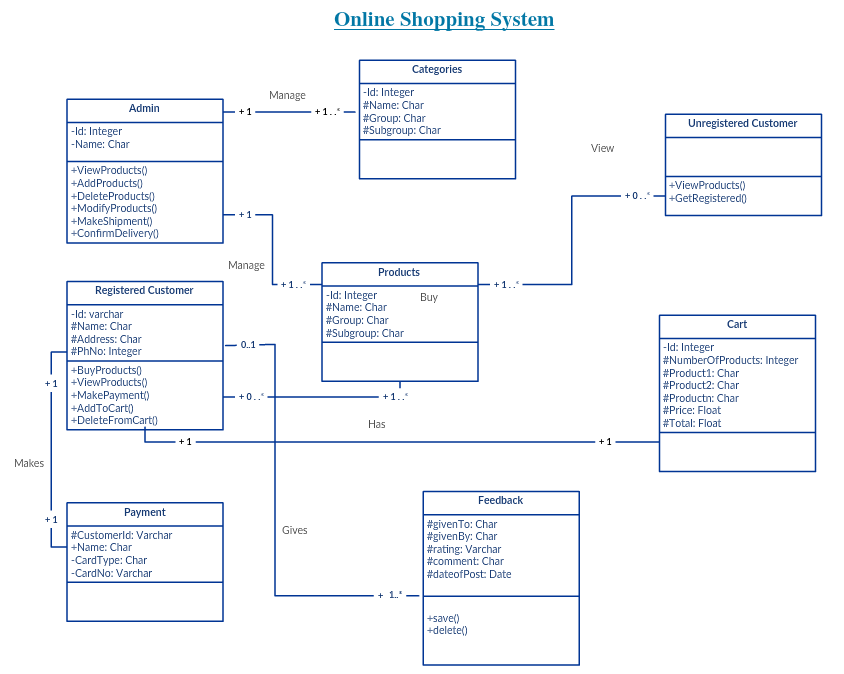 Online Shopping System
Categories
-Id: Integer
#Name: Char
#Group: Char
#Subgroup: Char
Manage
+1
+1..*
Admin
-Id: Integer
-Name: Char
+ViewProducts()
+AddProducts()
+DeleteProducts()
+ModifyProducts()
+MakeShipment()
+ConfirmDelivery()
Unregistered Customer
+ViewProducts()
+GetRegistered()
View
+0..*
+1..*
+1
Manage
+1..*
Products
-Id: Integer
#Name: Char
#Group: Char
#Subgroup: Char
Buy
Registered Customer
-Id: varchar
#Name: Char
#Address: Char
#PhNo: Integer
+BuyProducts()
+ViewProducts()
+MakePayment()
+AddToCart()
+DeleteFromCart()
0..1
+0..*
+1..*
Cart
-Id: Integer
#NumberOfProducts: Integer
#Product1: Char
#Product2: Char
#Productn: Char
#Price: Float
#Total: Float
Has
+1
+1
+1
Makes
+1
Payment
#CustomerId: Varchar
+Name: Char
-CardType: Char
-CardNo: Varchar
Gives
+ 1..*
Feedback
#givenTo: Char
#givenBy: Char
#rating: Varchar
#comment: Char
#dateofPost: Date
+save()
+delete()